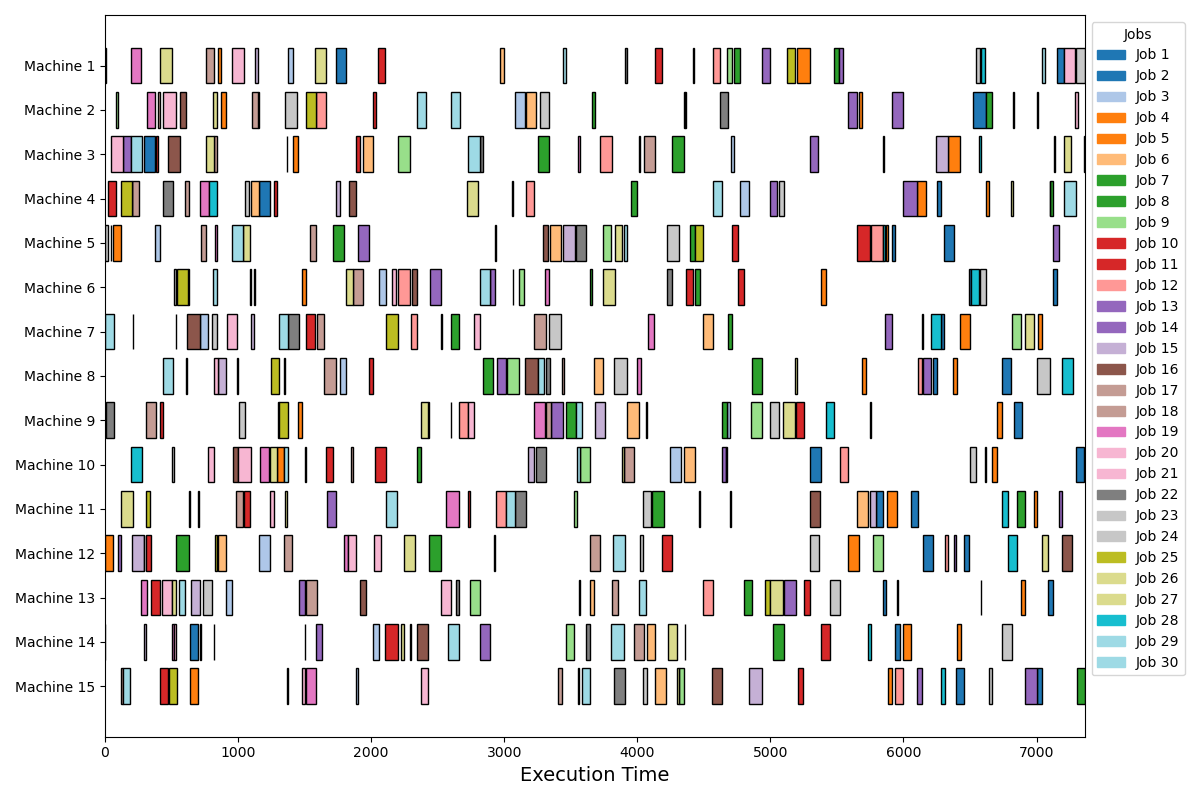 Machine 1
Machine 2
Machine 3
Machine 4
Machine 5
Machine 6
Machine 7
Machine 8
Machine 9
Machine 10
Machine 11
Machine 12
Machine 13
Machine 14
Machine 15
0 1000 2000 3000 4000 5000 6000 7000
Execution Time
Jobs
Job 1
Job 2
Job 3
Job 4
Job 5
Job 6
Job 7
Job 8
Job 9
Job 10
Job 11
Job 12
Job 13
Job 14
Job 15
Job 16
Job 17
Job 18
Job 19
Job 20
Job 21
Job 22
Job 23
Job 24
Job 25
Job 26
Job 27
Job 28
Job 29
Job 30